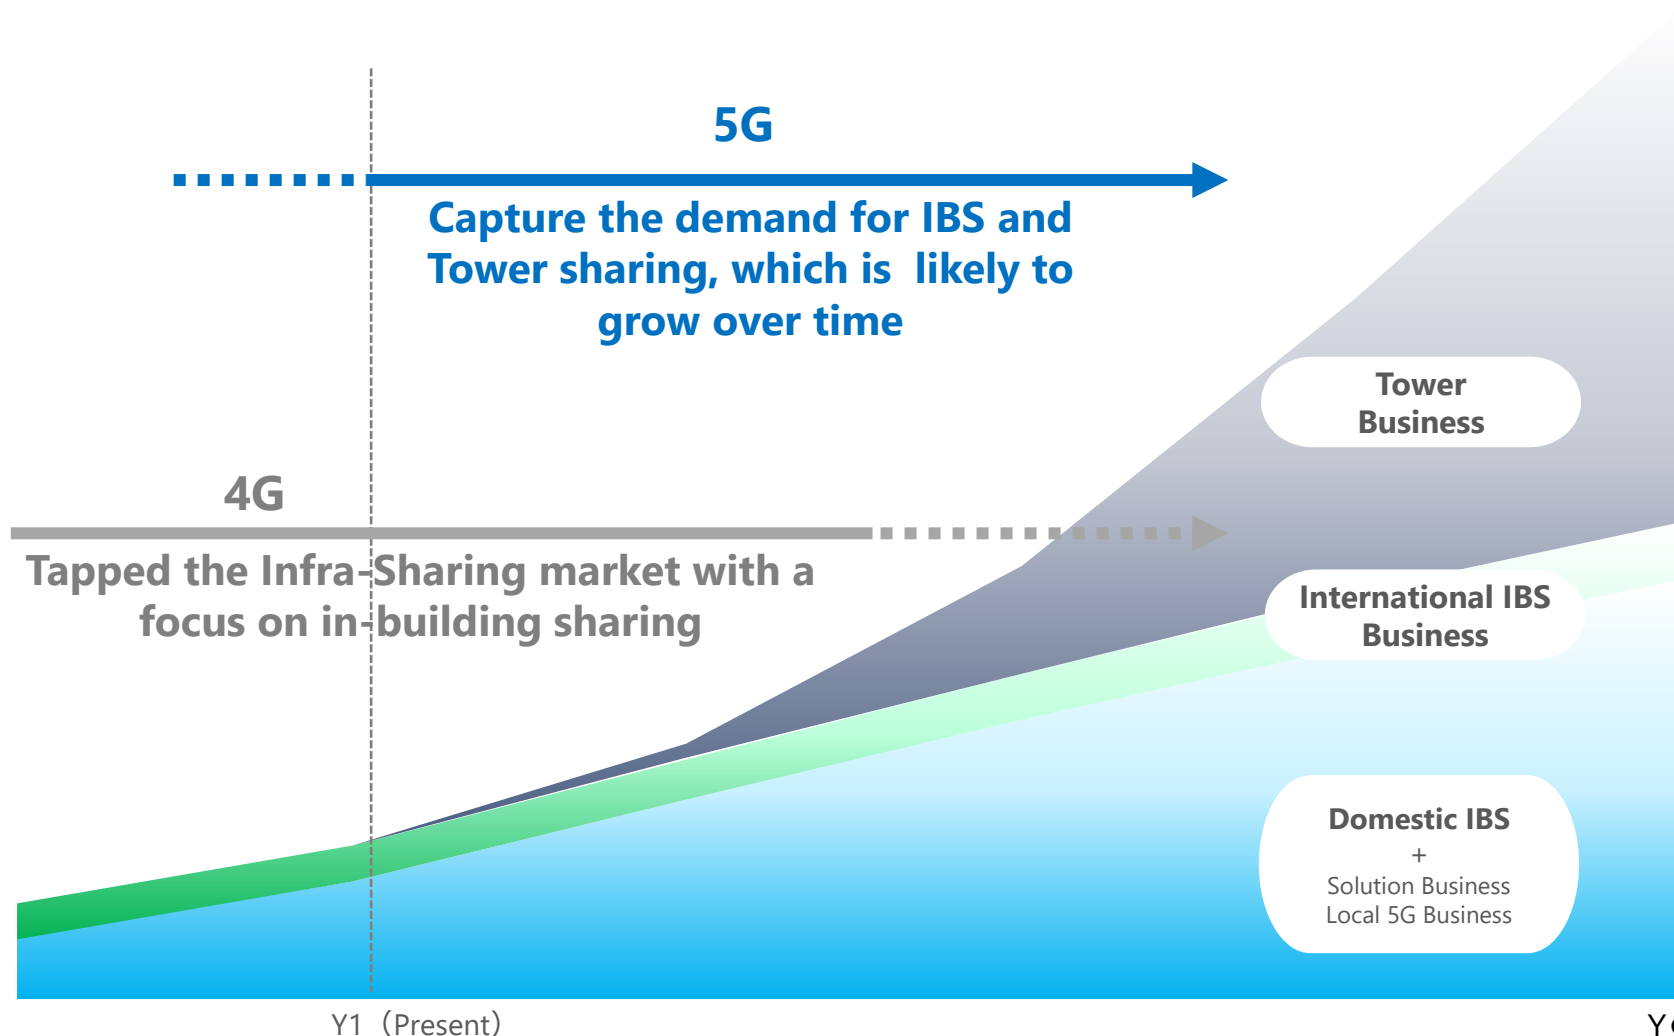 5G
Capture the demand for IBS and
Tower sharing, which is likely to
grow over time
Tower
Business
4G
Tapped the Infra-Sharing market with a
focus on in-building sharing
International IBS
Business
Domestic IBS
+
Solution Business
Local 5G Business
Y1（Present）